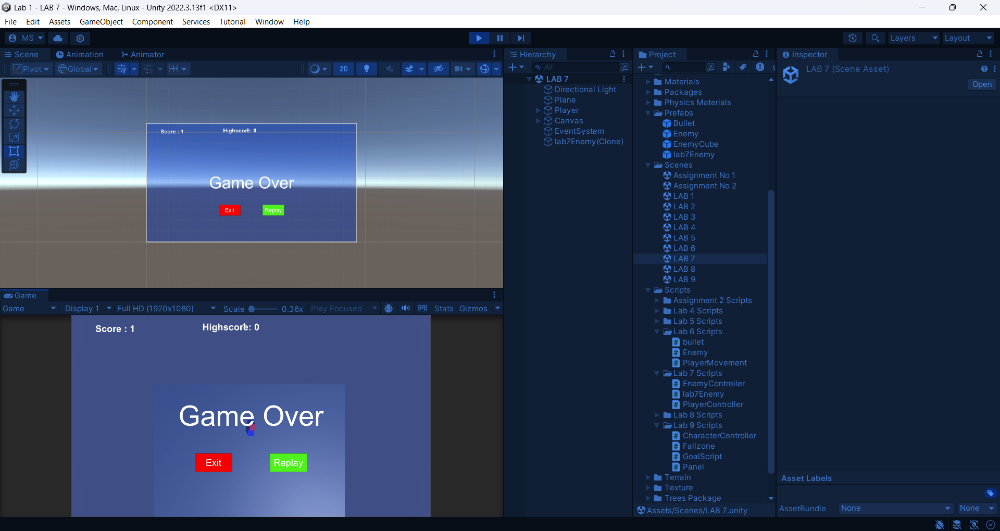 Lab 1 - LAB 7 - Windows, Mac, Linux - Unity 2022.3.13f1 <DX11>
File Edit Assets GameObject Component Services Tutorial Window Help
MS Layers Layout
Scene Animation Animator
Pivot Global 2D
Score : 1 Highscore: 0
Game Over
Exit Replay
Game
Game Display 1 Full HD (1920x1080) Scale 0.36x Play Focused Stats Gizmos
Score : 1 Highscore: 0
Game Over
Exit Replay
Hierarchy
All
LAB 7
Directional Light
Plane
Player
Canvas
EventSystem
lab7Enemy(Clone)
Project
Materials
Packages
Physics Materials
Prefabs
Bullet
Enemy
EnemyCube
lab7Enemy
Scenes
Assignment No 1
Assignment No 2
LAB 1
LAB 2
LAB 3
LAB 4
LAB 5
LAB 6
LAB 7
LAB 8
LAB 9
Scripts
Assignment 2 Scripts
Lab 4 Scripts
Lab 5 Scripts
Lab 6 Scripts
bullet
Enemy
PlayerMovement
Lab 7 Scripts
EnemyController
lab7Enemy
PlayerController
Lab 8 Scripts
Lab 9 Scripts
CharacterController
Fallzone
GoalScript
Panel
Terrain
Texture
Trees Package
Assets/Scenes/LAB 7.unity
Inspector
LAB 7 (Scene Asset)
Open
Asset Labels
AssetBundle None None